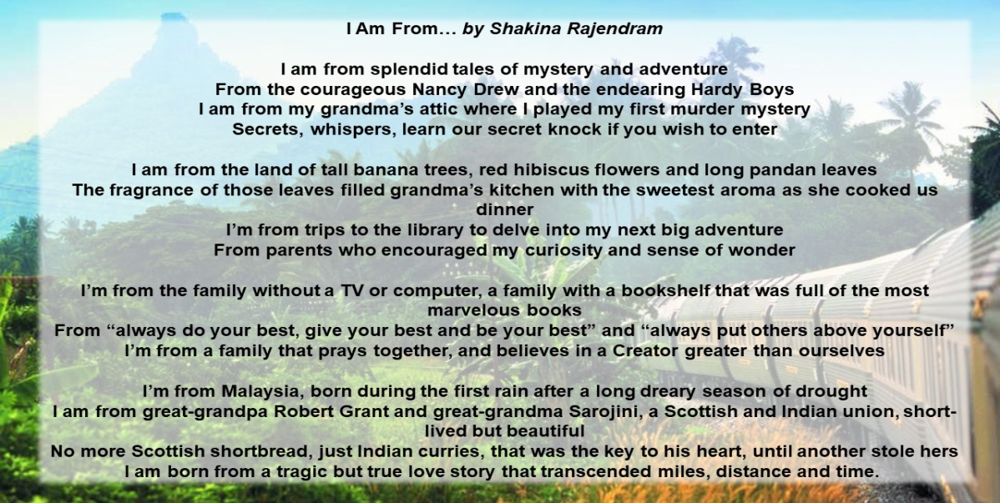 I Am From... by Shakina Rajendram
I am from splendid tales of mystery and adventure
From the courageous Nancy Drew and the endearing Hardy Boys
I am from my grandma’s attic where I played my first murder mystery
Secrets, whispers, learn our secret knock if you wish to enter
I am from the land of tall banana trees, red hibiscus flowers and long pandan leaves
The fragrance of those leaves filled grandma’s kitchen with the sweetest aroma as she cooked us
dinner
I’m from trips to the library to delve into my next big adventure
From parents who encouraged my curiosity and sense of wonder
I’m from the family without a TV or computer, a family with a bookshelf that was full of the most
marvelous books
From “always do your best, give your best and be your best” and “always put others above yourself”
I’m from a family that prays together, and believes in a Creator greater than ourselves
I’m from Malaysia, born during the first rain after a long dreary season of drought
I am from great-grandpa Robert Grant and great-grandma Sarojini, a Scottish and Indian union, short-
lived but beautiful
No more Scottish shortbread, just Indian curries, that was the key to his heart, until another stole hers
I am born from a tragic but true love story that transcended miles, distance and time.